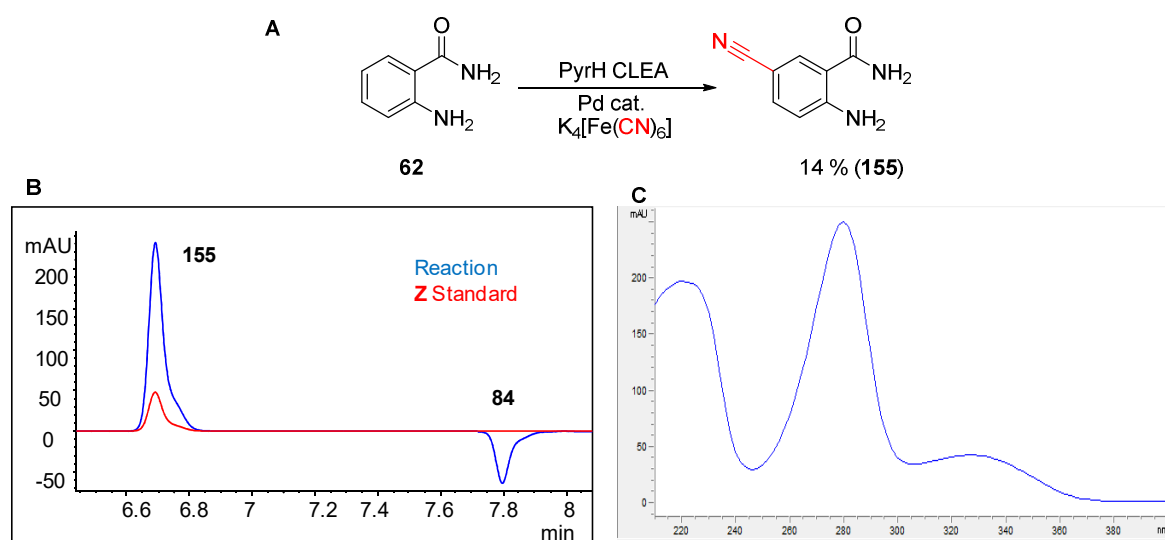 A
O
NH2
NH2
62
PyrH CLEA
Pd cat.
K4[Fe(CN)6]
N
O
NH2
NH2
14 % (155)
B
mAU
200
150
100
50
0
-50
155
Reaction
Z Standard
84
6.6 6.8 7 7.2 7.4 7.6 7.8 8
min
C
mAU
200
150
100
50
0
220 240 260 280 300 320 340 360 380